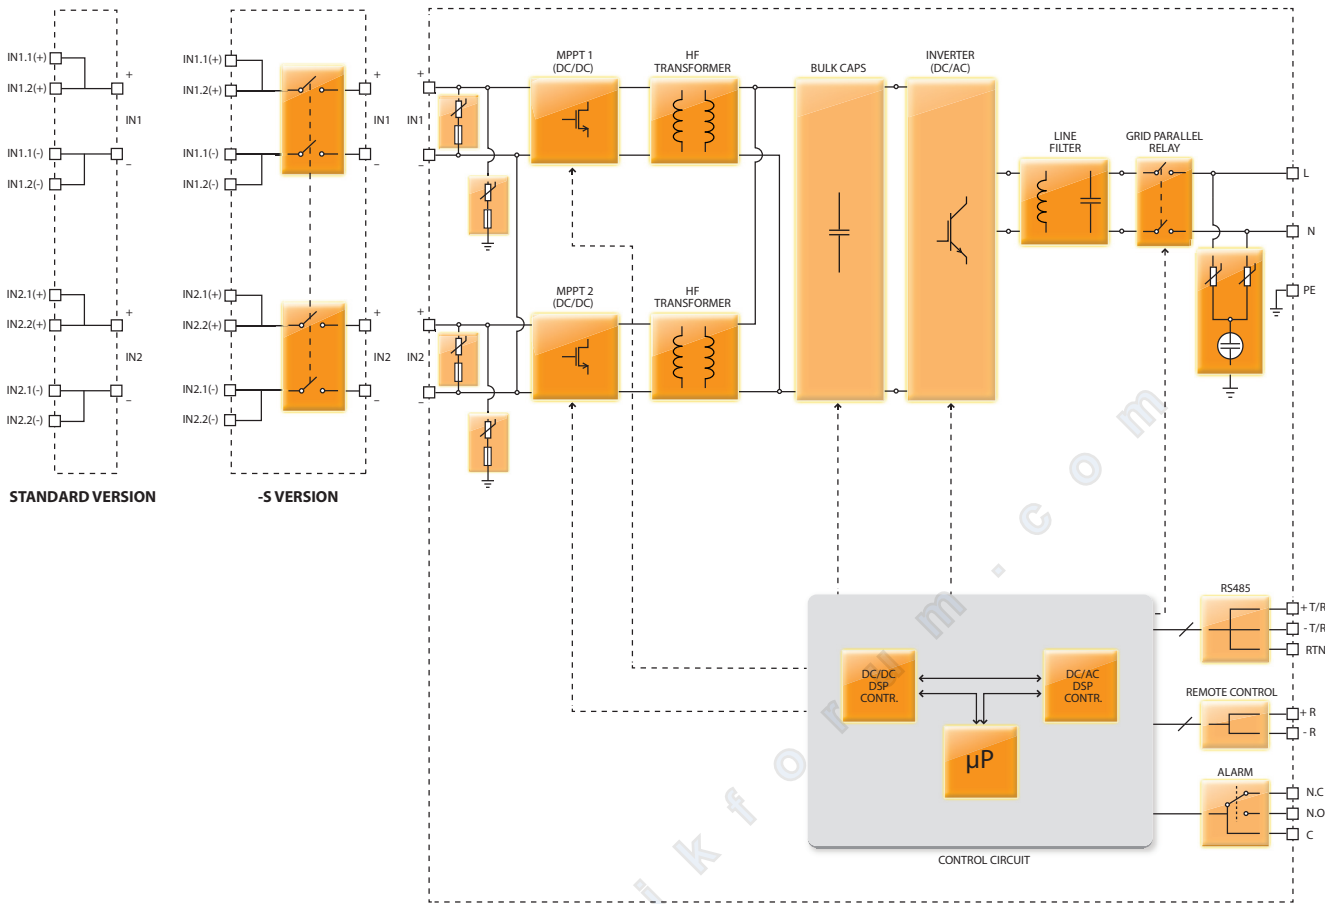 IN1.1(+)
IN1.2(+)
+
IN1
IN1.1(-)
IN1.2(-)
−
IN2.1(+)
IN2.2(+)
+
IN2
IN2.1(-)
IN2.2(-)
−
STANDARD VERSION
IN1.1(+)
IN1.2(+)
+
IN1
IN1.1(-)
IN1.2(-)
−
IN2.1(+)
IN2.2(+)
+
IN2
IN2.1(-)
IN2.2(-)
−
-S VERSION
+
IN1
−
+
IN2
−
MPPT 1
(DC/DC)
HF
TRANSFORMER
BULK CAPS
INVERTER
(DC/AC)
LINE
FILTER
GRID PARALLEL
RELAY
L
N
PE
MPPT 2
(DC/DC)
HF
TRANSFORMER
DC/DC
DSP
CONTR.
DC/AC
DSP
CONTR.
µP
CONTROL CIRCUIT
RS485
+ T/R
- T/R
RTN
REMOTE CONTROL
+ R
- R
ALARM
N.C
N.O
C
i k f o r u m . c o m